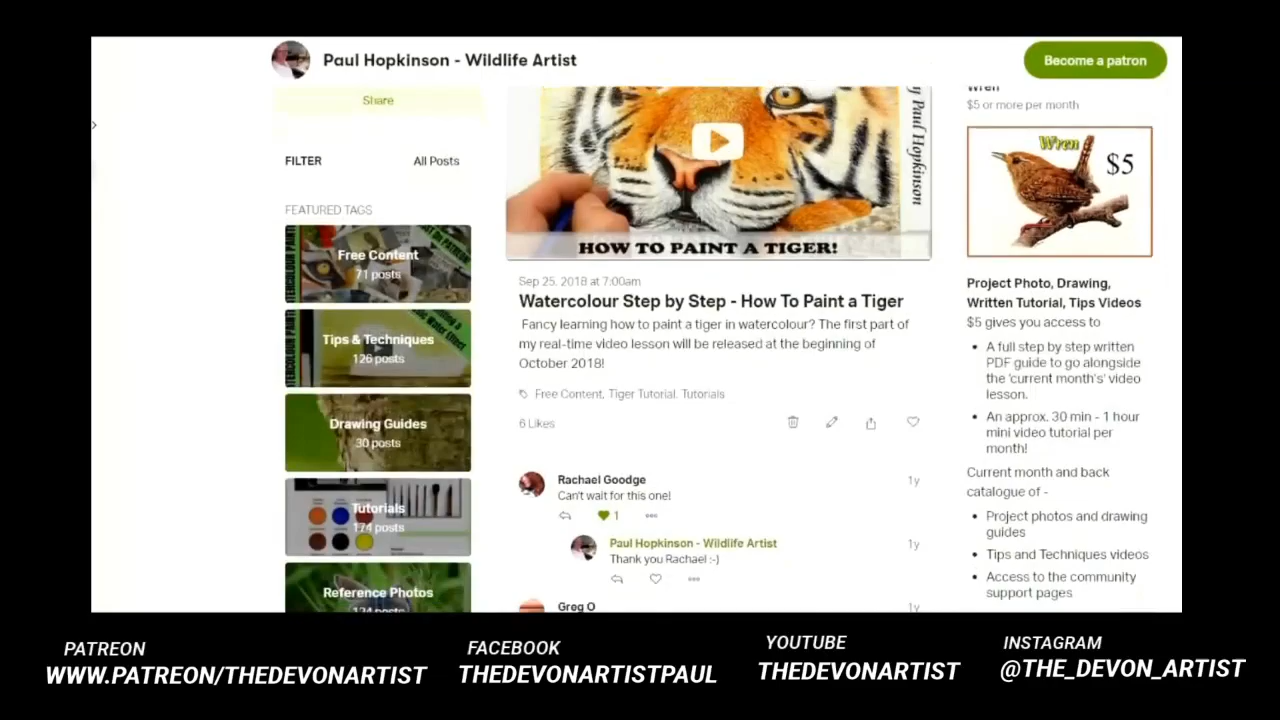 Paul Hopkinson - Wildlife Artist
Become a patron
Share
FILTER
All Posts
FEATURED TAGS
Free Content
71 posts
Tips & Techniques
126 posts
Drawing Guides
30 posts
Tutorials
174 posts
Reference Photos
y Paul Hopkinson
HOW TO PAINT A TIGER!
Sep 25, 2018 at 7:00am
Watercolour Step by Step - How To Paint a Tiger
Fancy learning how to paint a tiger in watercolour? The first part of
my real-time video lesson will be released at the beginning of
October 2018!
Free Content, Tiger Tutorial, Tutorials
6 Likes
Rachael Goodge
1y
Can't wait for this one!
1
Paul Hopkinson - Wildlife Artist
1y
Thank you Rachael :-)
Greg O
1y
Wren
$5 or more per month
Wren
$5
Project Photo, Drawing,
Written Tutorial, Tips Videos
$5 gives you access to
• A full step by step written
PDF guide to go alongside
the 'current month's' video
lesson.
• An approx. 30 min - 1 hour
mini video tutorial per
month!
Current month and back
catalogue of -
• Project photos and drawing
guides
• Tips and Techniques videos
• Access to the community
support pages
PATREON
WWW.PATREON/THEDEVONARTIST
FACEBOOK
THEDEVONARTISTPAUL
YOUTUBE
THEDEVONARTIST
INSTAGRAM
@THE_DEVON_ARTIST